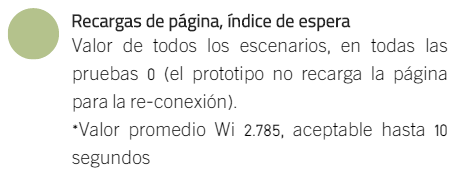 Recargas de página, índice de espera
Valor de todos los escenarios, en todas las
pruebas 0 (el prototipo no recarga la página
para la re-conexión).
*Valor promedio Wi 2.785, aceptable hasta 10
segundos